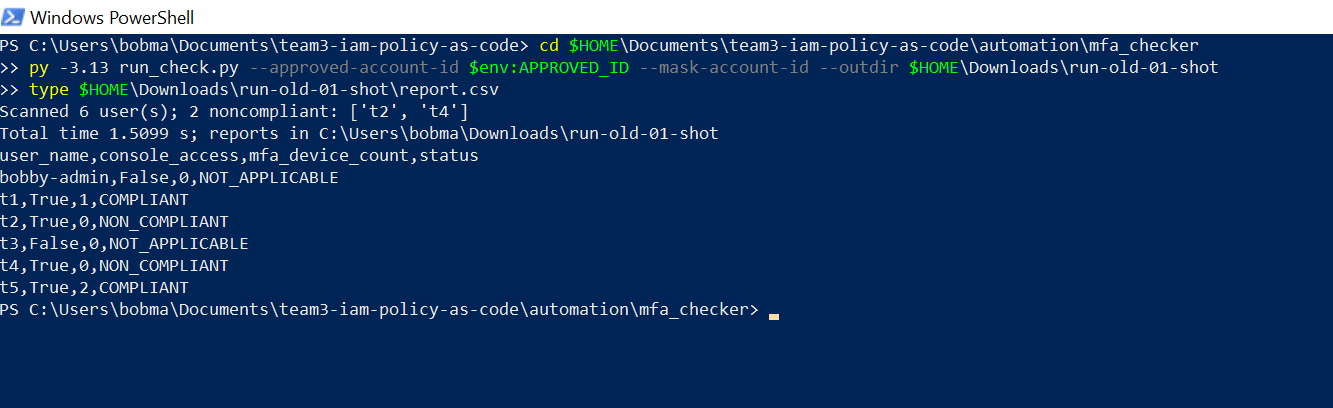 Windows PowerShell
PS C:\Users\bobma\Documents\team3-iam-policy-as-code> cd $HOME\Documents\team3-iam-policy-as-code\automation\mfa_checker
>> py -3.13 run_check.py --approved-account-id $env:APPROVED_ID --mask-account-id --outdir $HOME\Downloads\run-old-01-shot
>> type $HOME\Downloads\run-old-01-shot\report.csv
Scanned 6 user(s); 2 noncompliant: ['t2', 't4']
Total time 1.5099 s; reports in C:\Users\bobma\Downloads\run-old-01-shot
user_name,console_access,mfa_device_count,status
bobby-admin,False,0,NOT_APPLICABLE
t1,True,1,COMPLIANT
t2,True,0,NON_COMPLIANT
t3,False,0,NOT_APPLICABLE
t4,True,0,NON_COMPLIANT
t5,True,2,COMPLIANT
PS C:\Users\bobma\Documents\team3-iam-policy-as-code\automation\mfa_checker>